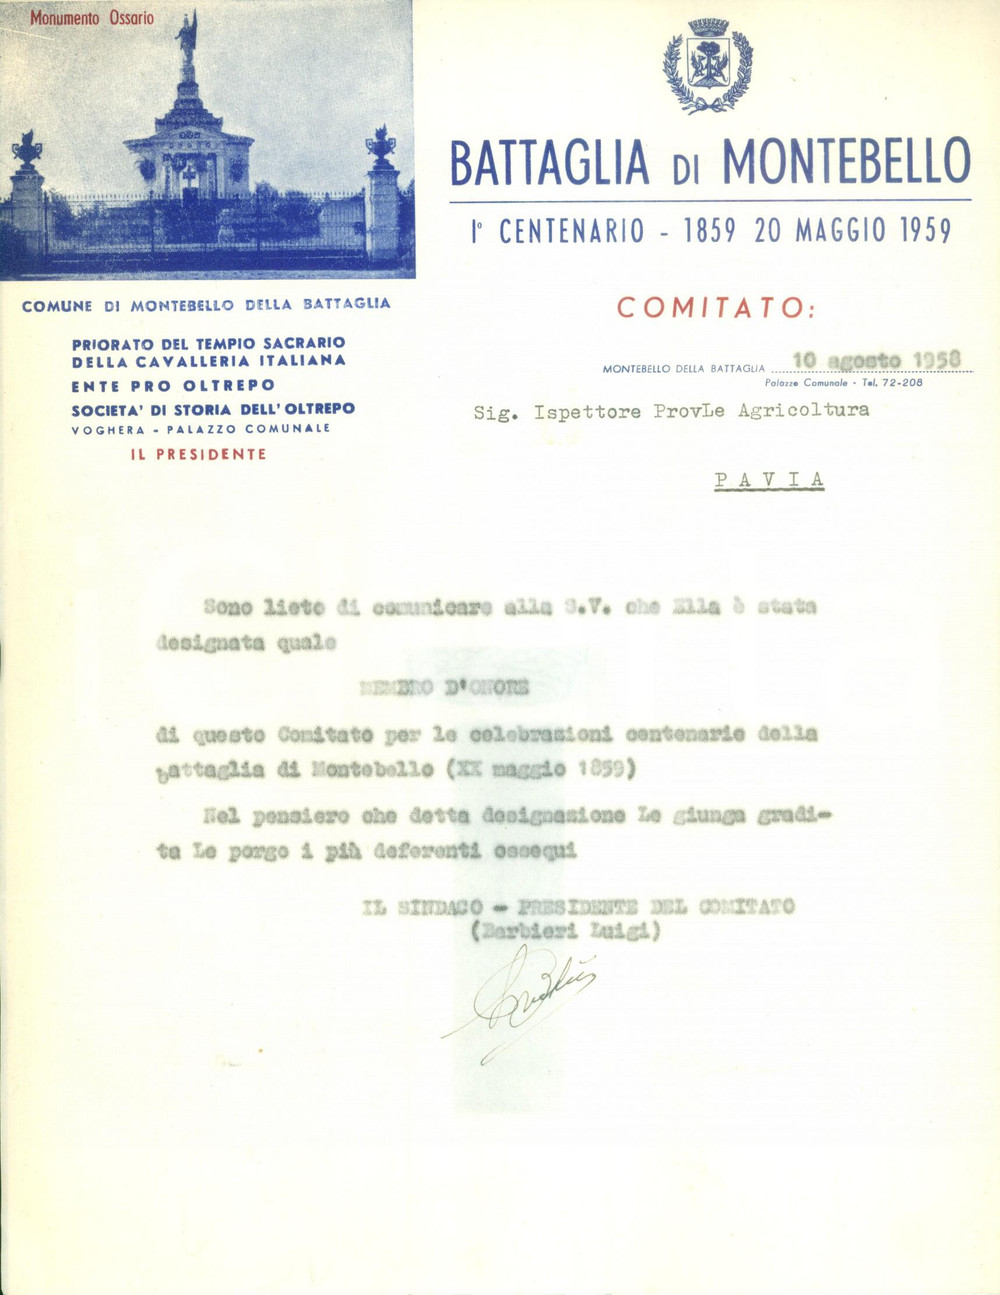 Monumento Ossario
BATTAGLIA DI MONTEBELLO
1º CENTENARIO - 1859 20 MAGGIO 1959
COMUNE DI MONTEBELLO DELLA BATTAGLIA
PRIORATO DEL TEMPIO SACRARIO
DELLA CAVALLERIA ITALIANA
ENTE PRO OLTREPO
SOCIETA' DI STORIA DELL'OLTREPO
VOGHERA - PALAZZO COMUNALE
IL PRESIDENTE
COMITATO:
MONTEBELLO DELLA BATTAGLIA 10 agosto 1958
Palazzo Comunale - Tel. 72-208
Sig. Ispettore ProvLe Agricoltura
PAVIA
Sono lieto di comunicare alla S.V. che Ella è stata
designata quale
MEMBRO D'ONORE
di questo Comitato per le celebrazioni centenarie della
battaglia di Montebello (XX maggio 1859)
Nel pensiero che detta designazione Le giunga gradi-
ta Le porgo i più deferenti ossequi
IL SINDACO - PRESIDENTE DEL COMITATO
(Barbieri Luigi)